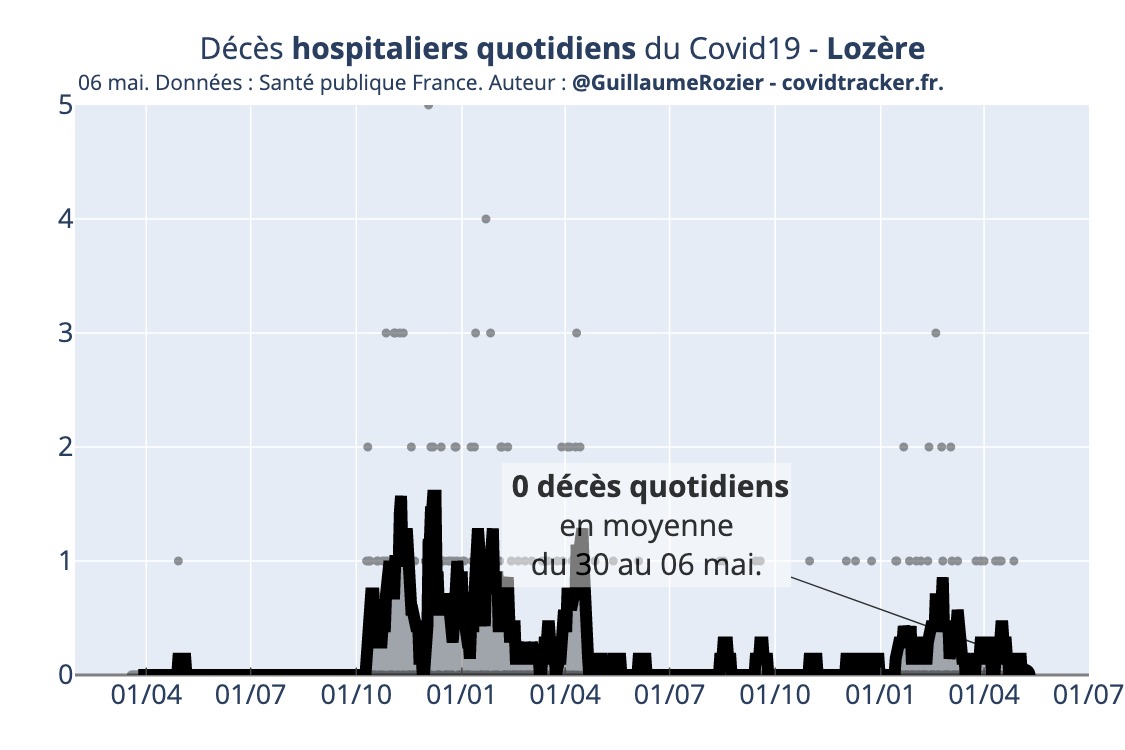 Décès hospitaliers quotidiens du Covid19 - Lozère
06 mai. Données : Santé publique France. Auteur : @GuillaumeRozier - covidtracker.fr.
5
4
3
2
1
0
0 décès quotidiens
en moyenne
du 30 au 06 mai.
01/04 01/07 01/10 01/01 01/04 01/07 01/10 01/01 01/04 01/07